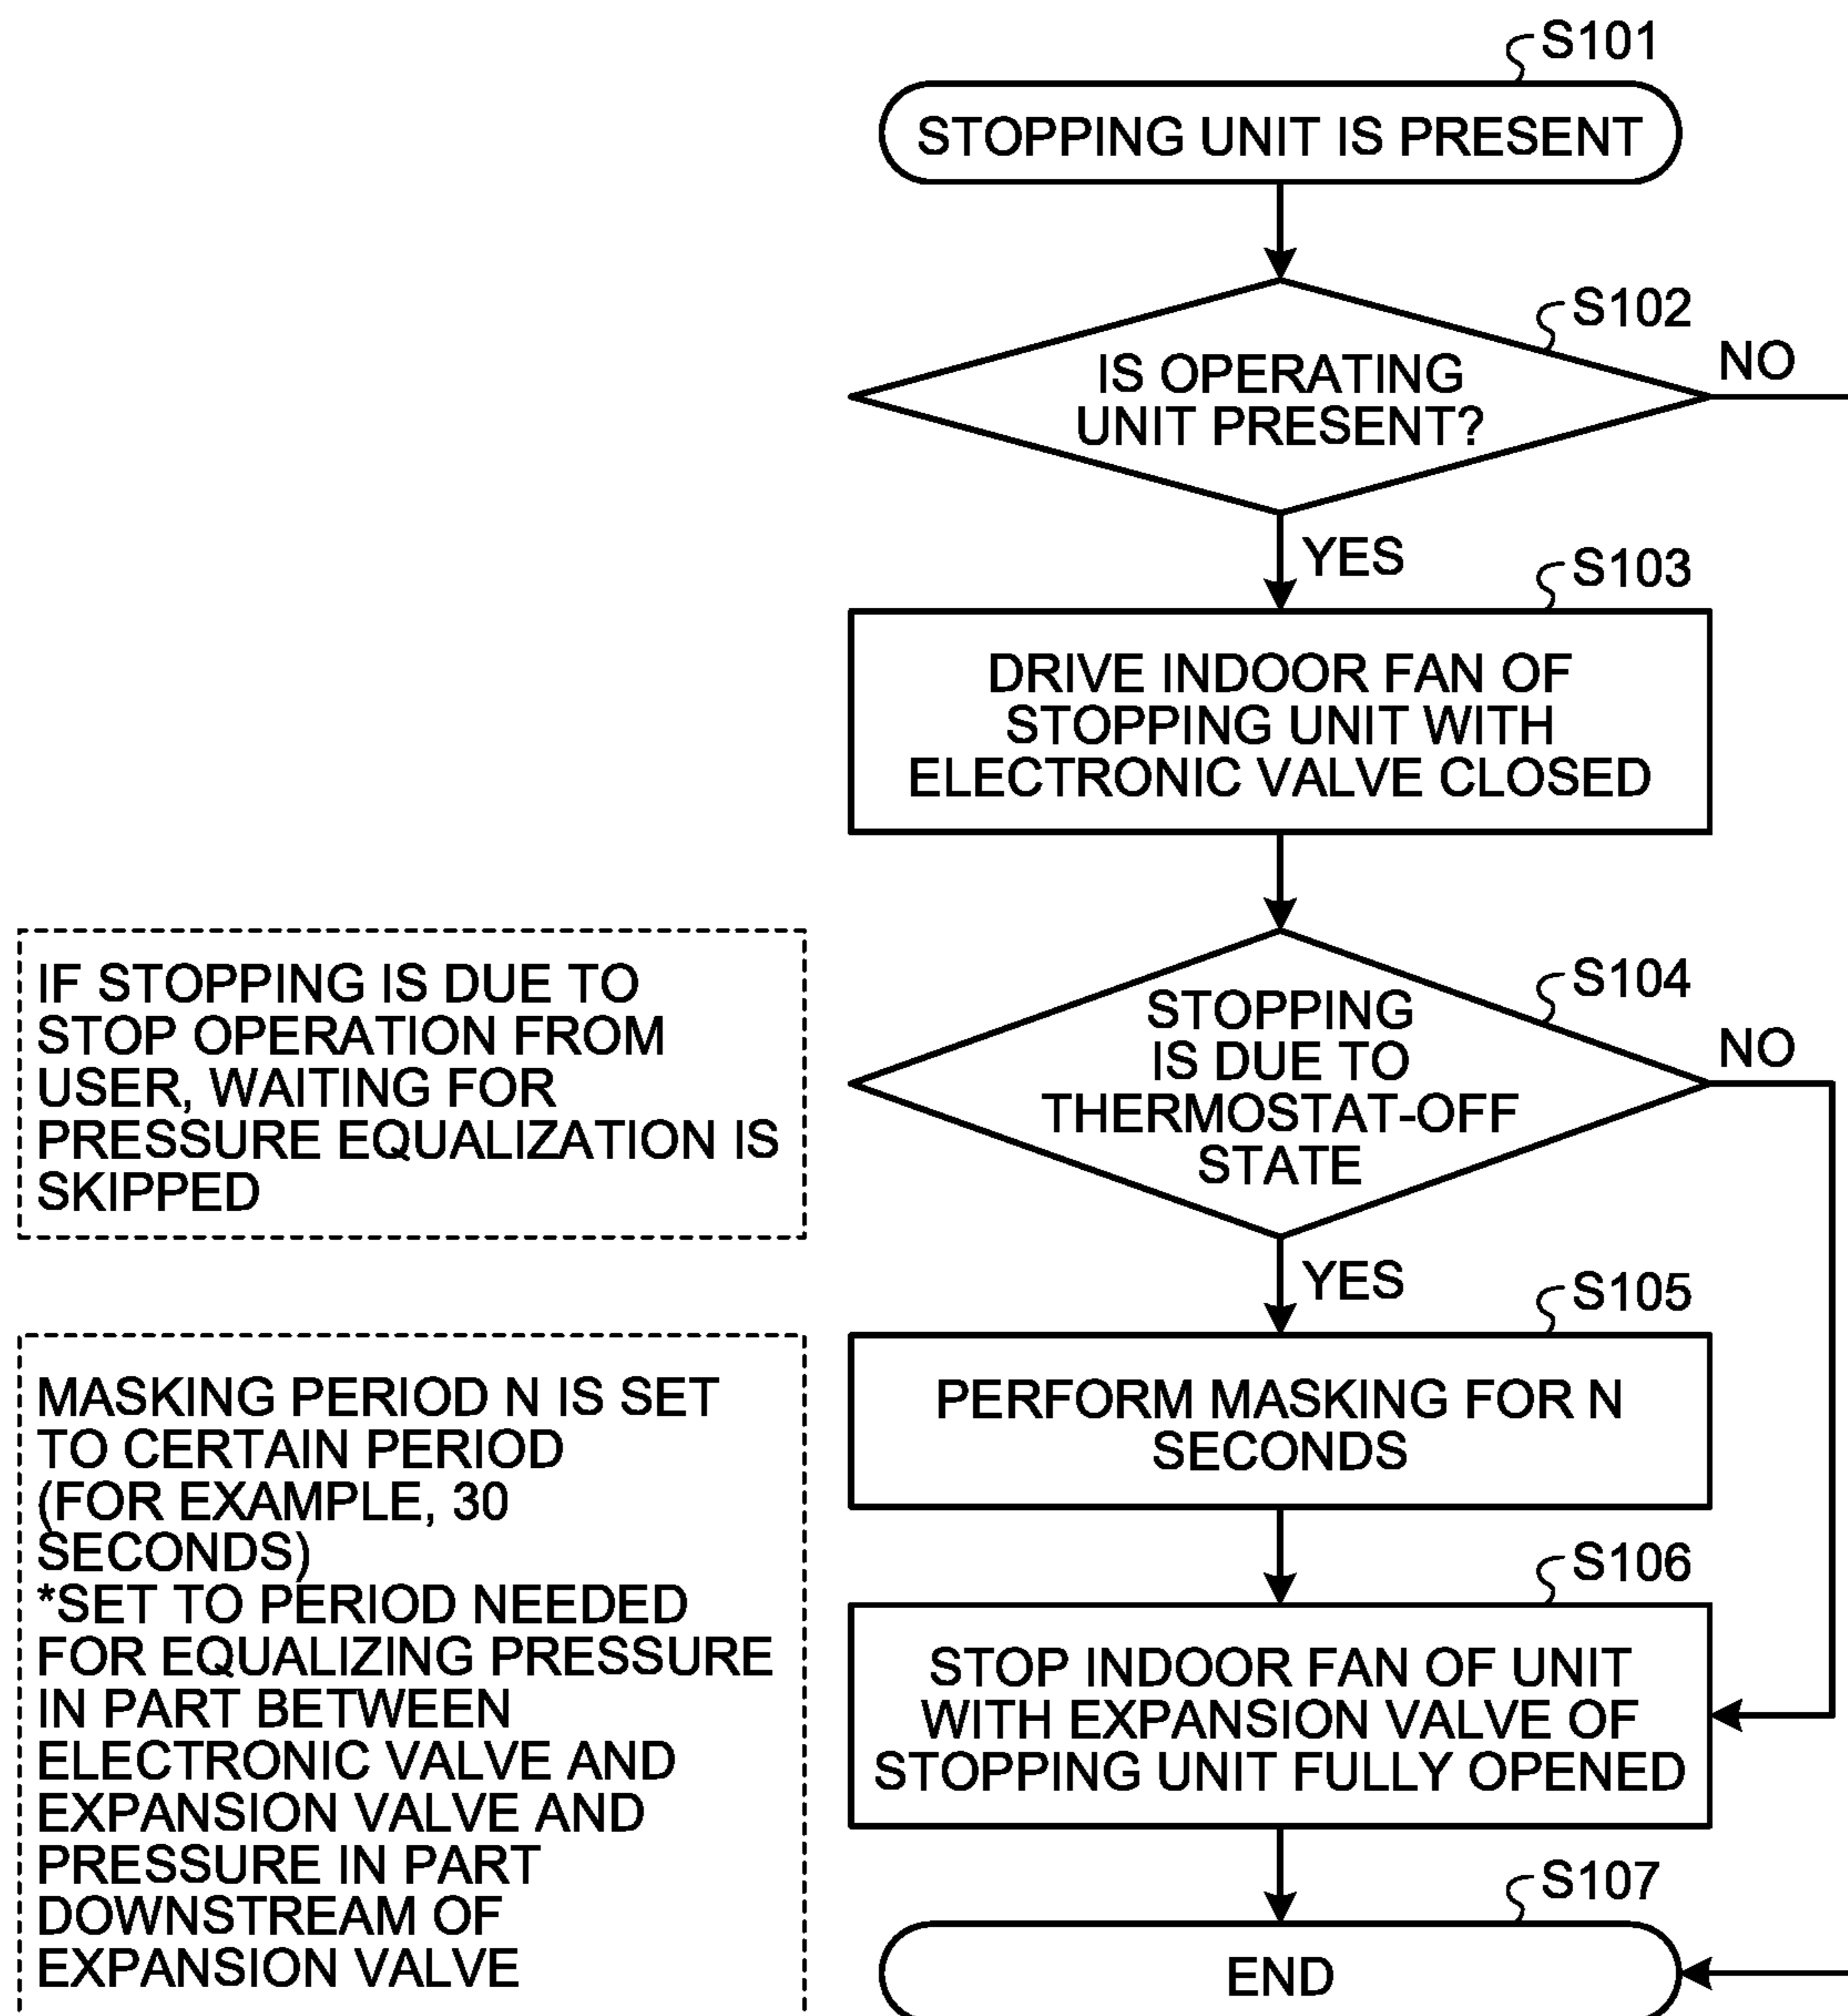 S101
STOPPING UNIT IS PRESENT
S102
IS OPERATING
UNIT PRESENT?
NO
YES
S103
DRIVE INDOOR FAN OF
STOPPING UNIT WITH
ELECTRONIC VALVE CLOSED
IF STOPPING IS DUE TO
STOP OPERATION FROM
USER, WAITING FOR
PRESSURE EQUALIZATION IS
SKIPPED
S104
STOPPING
IS DUE TO
THERMOSTAT-OFF
STATE
NO
YES
S105
PERFORM MASKING FOR N
SECONDS
MASKING PERIOD N IS SET
TO CERTAIN PERIOD
(FOR EXAMPLE, 30
SECONDS)
*SET TO PERIOD NEEDED
FOR EQUALIZING PRESSURE
IN PART BETWEEN
ELECTRONIC VALVE AND
EXPANSION VALVE AND
PRESSURE IN PART
DOWNSTREAM OF
EXPANSION VALVE
S106
STOP INDOOR FAN OF UNIT
WITH EXPANSION VALVE OF
STOPPING UNIT FULLY OPENED
S107
END